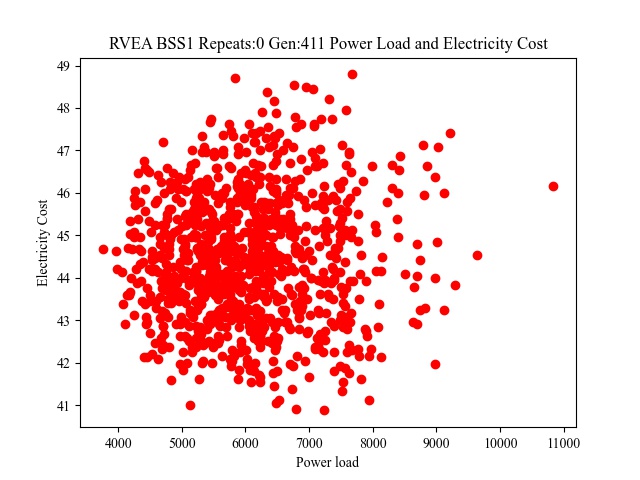 RVEA BSS1 Repeats:0 Gen:411 Power Load and Electricity Cost
49
48
47
46
45
44
43
42
41
Electricity Cost
4000 5000 6000 7000 8000 9000 10000 11000
Power load